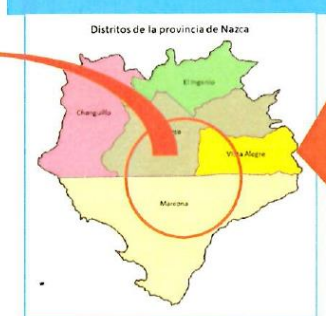 Distritos de la provincia de Nazca
El Ingenio
Changuillo
Vista Alegre
Marcona